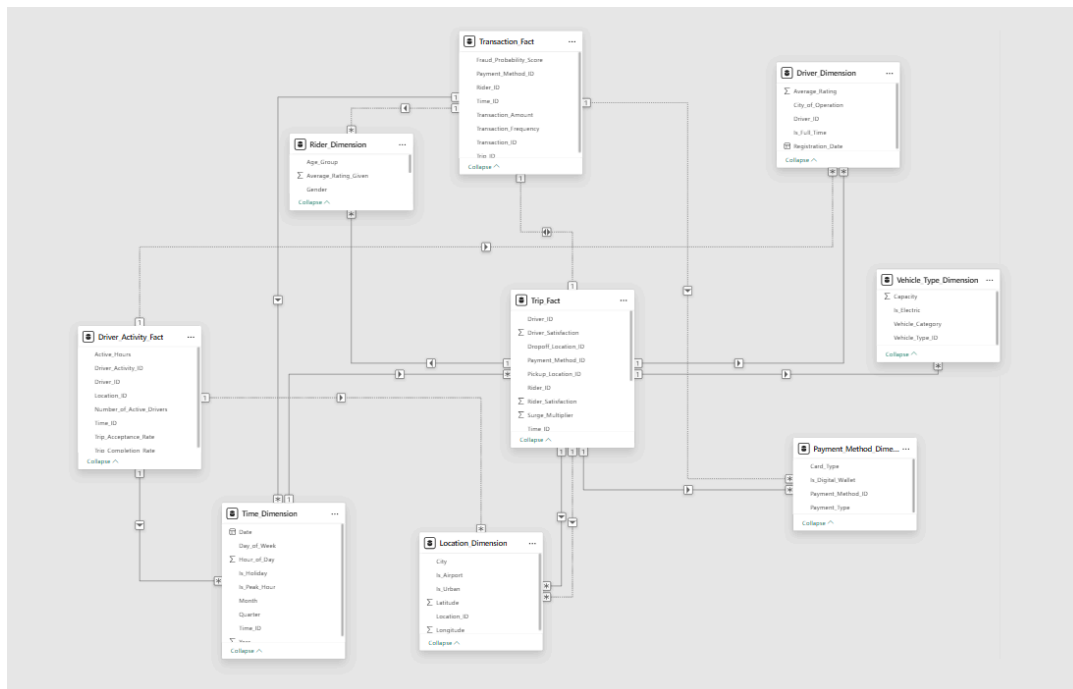 Transaction_Fact
Fraud_Probability_Score
Payment_Method_ID
Rider_ID
Time_ID
Transaction_Amount
Transaction_Frequency
Transaction_ID
Trip_ID
Collapse
Driver_Dimension
Average_Rating
City_of_Operation
Driver_ID
Is_Full_Time
Registration_Date
Collapse
Rider_Dimension
Age_Group
Average_Rating_Given
Gender
Collapse
Vehicle_Type_Dimension
Capacity
Is_Electric
Vehicle_Category
Vehicle_Type_ID
Collapse
Trip_Fact
Driver_ID
Driver_Satisfaction
Dropoff_Location_ID
Payment_Method_ID
Pickup_Location_ID
Rider_ID
Rider_Satisfaction
Surge_Multiplier
Time_ID
Collapse
Driver_Activity_Fact
Active_Hours
Driver_Activity_ID
Driver_ID
Location_ID
Number_of_Active_Drivers
Time_ID
Trip_Acceptance_Rate
Trip_Completion_Rate
Collapse
Payment_Method_Dime...
Card_Type
Is_Digital_Wallet
Payment_Method_ID
Payment_Type
Collapse
Time_Dimension
Date
Day_of_Week
Hour_of_Day
Is_Holiday
Is_Peak_Hour
Month
Quarter
Time_ID
Year
Collapse
Location_Dimension
City
Is_Airport
Is_Urban
Latitude
Location_ID
Longitude
Collapse